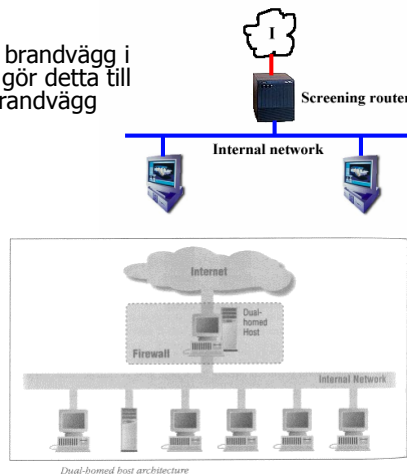 brandvägg i
gör detta till
randvägg
I
Screening router
Internal network
Internet
Dual-
homed
Host
Firewall
Internal Network
Dual-homed host architecture